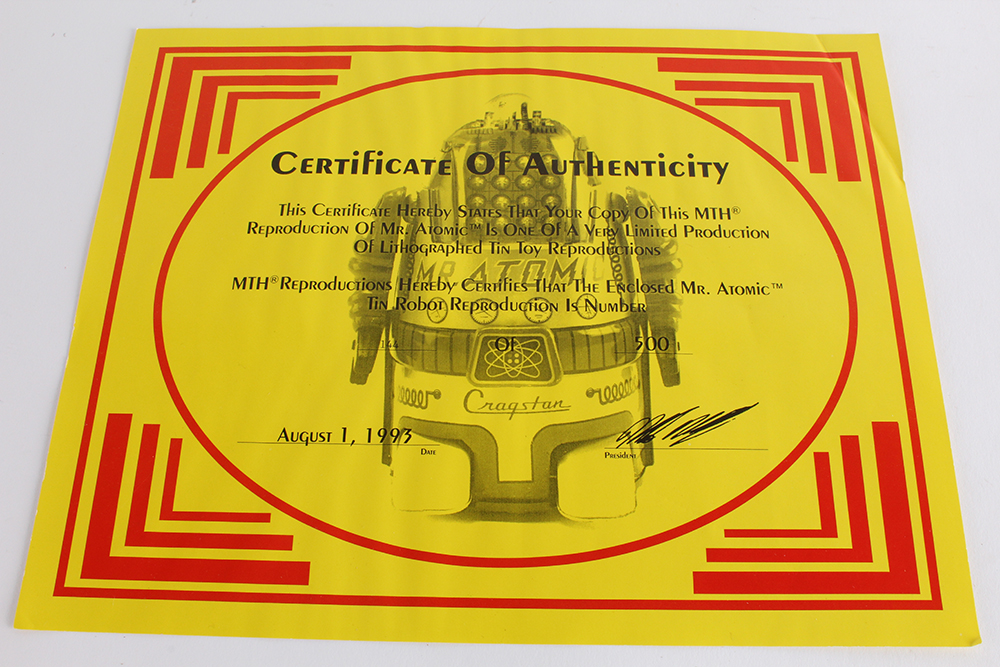 Certificate Of Authenticity
This Certificate Hereby States That Your Copy Of This MTH®
Reproduction Of Mr. Atomic™ Is One Of A Very Limited Production
Of Lithographed Tin Toy Reproductions
MR. ATOMIC
MTH® Reproductions Hereby Certifies That The Enclosed Mr. Atomic™
Tin Robot Reproduction Is Number
144 Of 500
Cragstan
August 1, 1993
Date
President